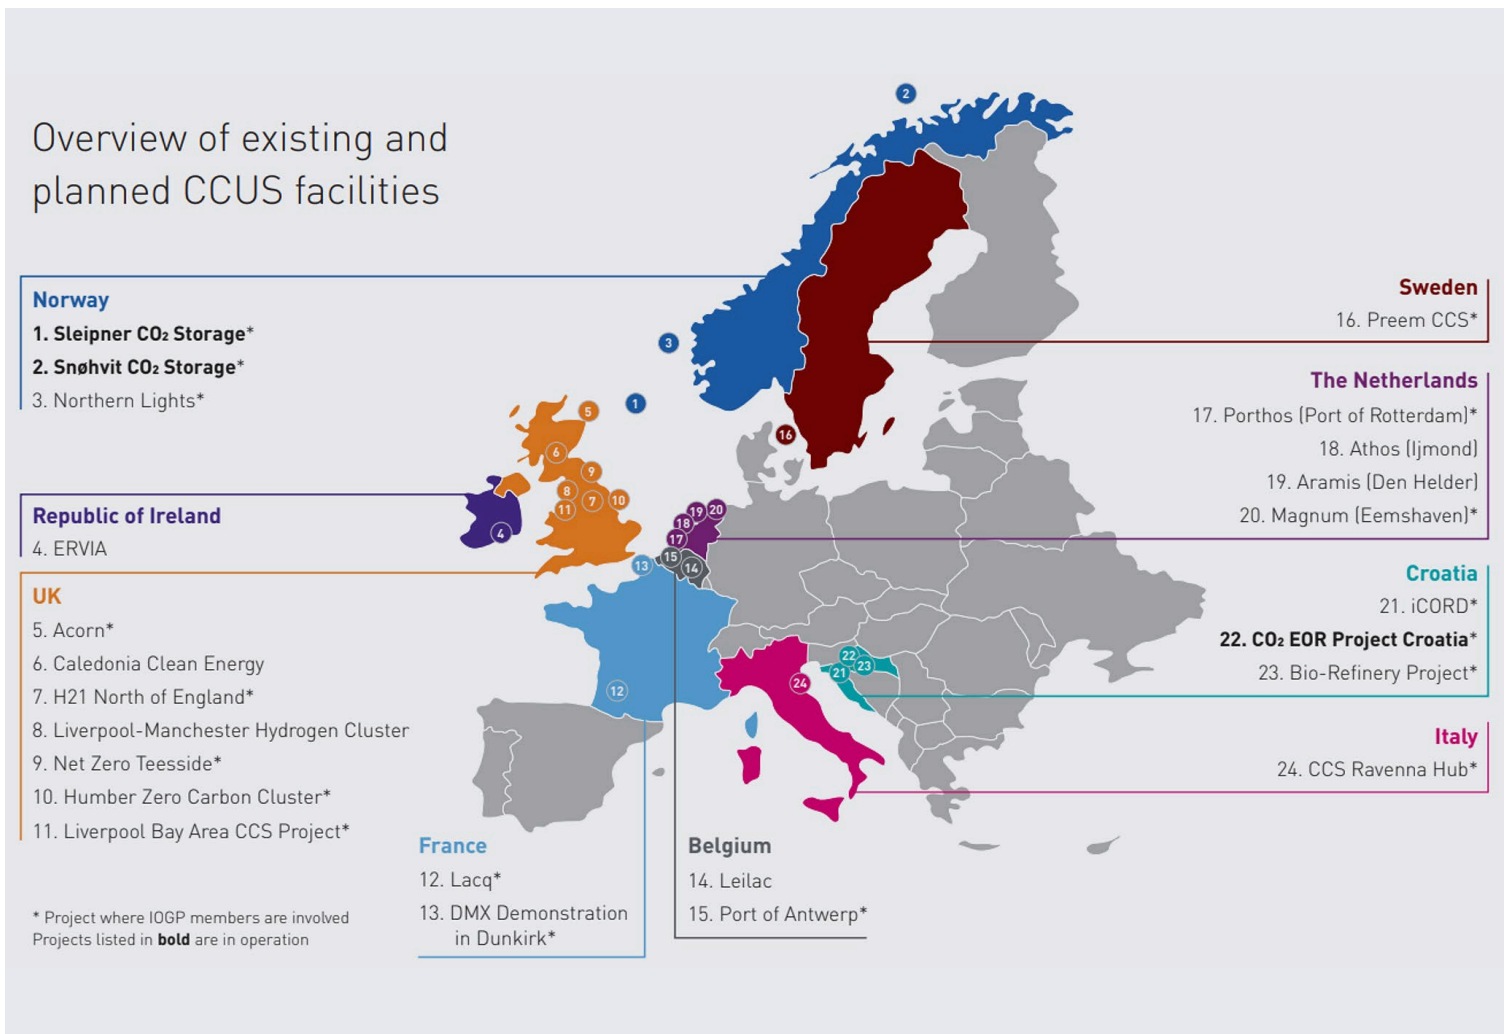 Overview of existing and
planned CCUS facilities
Norway
1. Sleipner CO₂ Storage*
2. Snøhvit CO₂ Storage*
3. Northern Lights*
Republic of Ireland
4. ERVIA
UK
5. Acorn*
6. Caledonia Clean Energy
7. H21 North of England*
8. Liverpool-Manchester Hydrogen Cluster
9. Net Zero Teesside*
10. Humber Zero Carbon Cluster*
11. Liverpool Bay Area CCS Project*
* Project where IOGP members are involved
Projects listed in bold are in operation
France
12. Lacq*
13. DMX Demonstration
in Dunkirk*
Belgium
14. Leilac
15. Port of Antwerp*
Sweden
16. Preem CCS*
The Netherlands
17. Porthos (Port of Rotterdam)*
18. Athos (Ijmond)
19. Aramis (Den Helder)
20. Magnum (Eemshaven)*
Croatia
21. iCORD*
22. CO₂ EOR Project Croatia*
23. Bio-Refinery Project*
Italy
24. CCS Ravenna Hub*
2
3
1
5
16
6
9
8
7
10
11
4
20
19
18
17
15
14
13
22
23
21
24
12